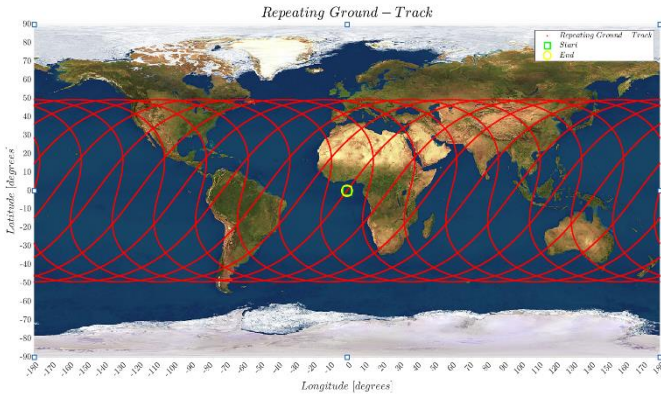 Repeating Ground − Track
Repeating Ground − Track
Start
End
90
80
70
60
50
40
30
20
10
0
-10
-20
-30
-40
-50
-60
-70
-80
-90
Latitude [degrees]
-180 -170 -160 -150 -140 -130 -120 -110 -100 -90 -80 -70 -60 -50 -40 -30 -20 -10 0 10 20 30 40 50 60 70 80 90 100 110 120 130 140 150 160 170 180
Longitude [degrees]